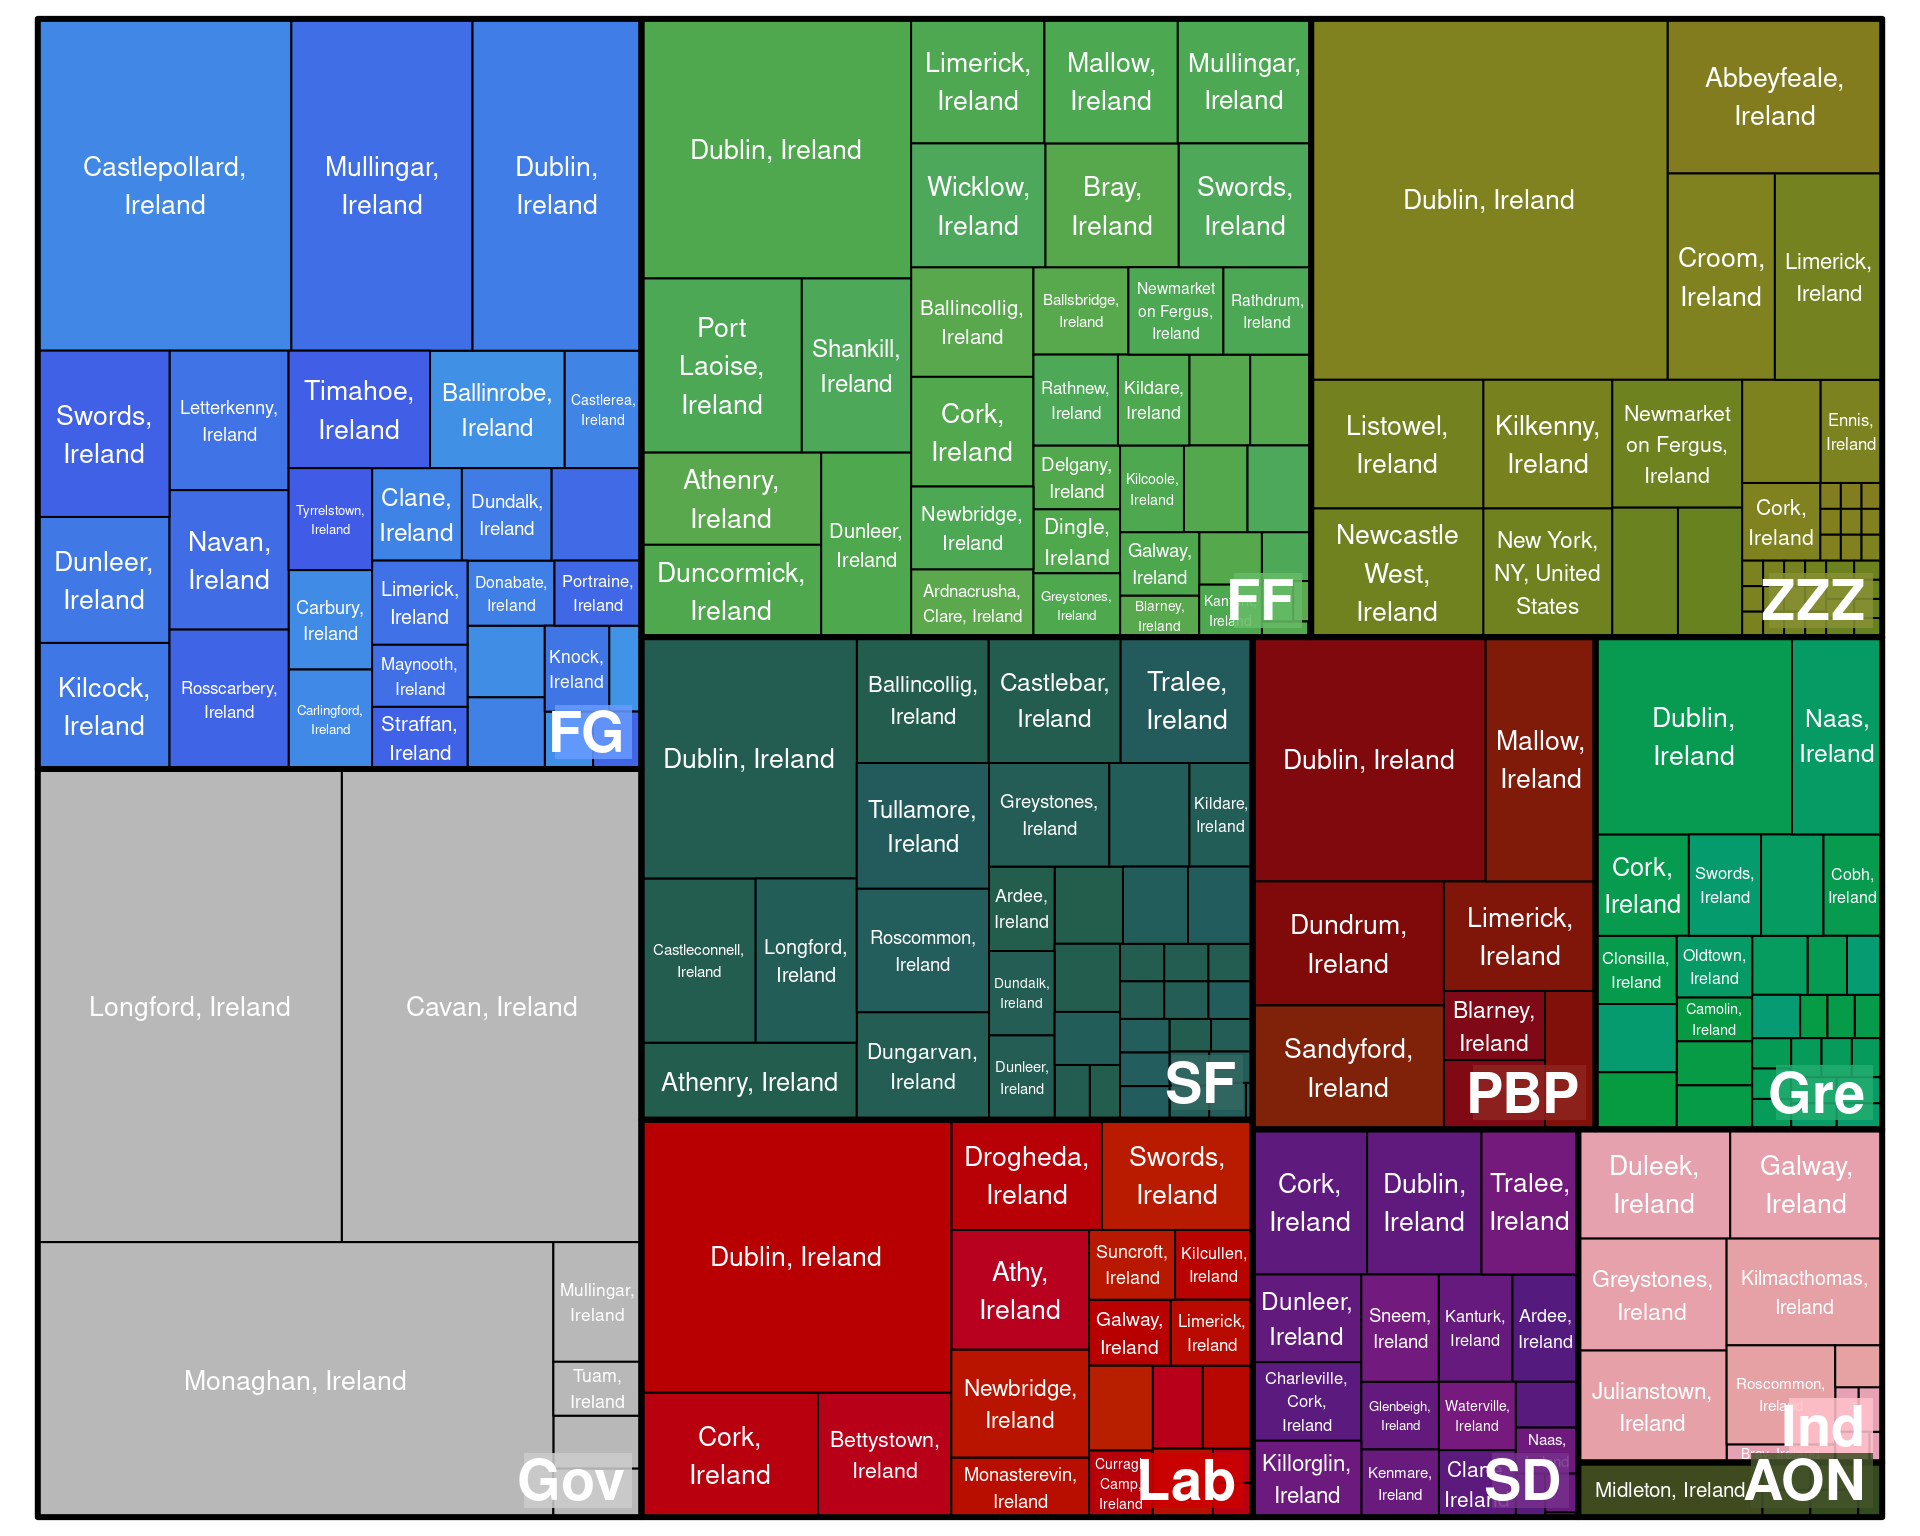 Castlepollard,
Ireland
Mullingar,
Ireland
Dublin,
Ireland
Swords,
Ireland
Letterkenny,
Ireland
Timahoe,
Ireland
Ballinrobe,
Ireland
Castlerea,
Ireland
Dunleer,
Ireland
Navan,
Ireland
Tyrrelstown,
Ireland
Clane,
Ireland
Dundalk,
Ireland
Carbury,
Ireland
Limerick,
Ireland
Donabate,
Ireland
Portraine,
Ireland
Kilcock,
Ireland
Rosscarbery,
Ireland
Carlingford,
Ireland
Maynooth,
Ireland
Straffan,
Ireland
Knock,
Ireland
FG
Longford, Ireland
Cavan, Ireland
Monaghan, Ireland
Mullingar,
Ireland
Tuam,
Ireland
Gov
Dublin, Ireland
Limerick,
Ireland
Mallow,
Ireland
Mullingar,
Ireland
Wicklow,
Ireland
Bray,
Ireland
Swords,
Ireland
Port
Laoise,
Ireland
Shankill,
Ireland
Ballincollig,
Ireland
Ballsbridge,
Ireland
Newmarket
on Fergus,
Ireland
Rathdrum,
Ireland
Cork,
Ireland
Rathnew,
Ireland
Kildare,
Ireland
Athenry,
Ireland
Dunleer,
Ireland
Duncormick,
Ireland
Newbridge,
Ireland
Ardnacrusha,
Clare, Ireland
Delgany,
Ireland
Kilcoole,
Ireland
Dingle,
Ireland
Greystones,
Ireland
Galway,
Ireland
Blarney,
Ireland
Ireland
FF
Dublin, Ireland
Abbeyfeale,
Ireland
Croom,
Ireland
Limerick,
Ireland
Listowel,
Ireland
Kilkenny,
Ireland
Newmarket
on Fergus,
Ireland
Ennis,
Ireland
Newcastle
West,
Ireland
New York,
NY, United
States
Cork,
Ireland
ZZZ
Dublin, Ireland
Ballincollig,
Ireland
Castlebar,
Ireland
Tralee,
Ireland
Tullamore,
Ireland
Greystones,
Ireland
Kildare,
Ireland
Castleconnell,
Ireland
Longford,
Ireland
Roscommon,
Ireland
Ardee,
Ireland
Dundalk,
Ireland
Athenry, Ireland
Dungarvan,
Ireland
Dunleer,
Ireland
SF
Dublin, Ireland
Mallow,
Ireland
Dundrum,
Ireland
Limerick,
Ireland
Sandyford,
Ireland
Blarney,
Ireland
PBP
Dublin,
Ireland
Naas,
Ireland
Cork,
Ireland
Swords,
Ireland
Cobh,
Ireland
Clonsilla,
Ireland
Oldtown,
Ireland
Camolin,
Ireland
Gre
Dublin, Ireland
Drogheda,
Ireland
Swords,
Ireland
Athy,
Ireland
Suncroft,
Ireland
Kilcullen,
Ireland
Galway,
Ireland
Limerick,
Ireland
Newbridge,
Ireland
Cork,
Ireland
Bettystown,
Ireland
Monasterevin,
Ireland
Curragh
Camp,
Ireland
Lab
Cork,
Ireland
Dublin,
Ireland
Tralee,
Ireland
Dunleer,
Ireland
Sneem,
Ireland
Kanturk,
Ireland
Ardee,
Ireland
Charleville,
Cork,
Ireland
Glenbeigh,
Ireland
Waterville,
Ireland
Naas,
Killorglin,
Ireland
Kenmare,
Ireland
Clane,
Ireland
SD
Duleek,
Ireland
Galway,
Ireland
Greystones,
Ireland
Kilmacthomas,
Ireland
Julianstown,
Ireland
Roscommon,
Ireland
Ind
Midleton, Ireland
AON